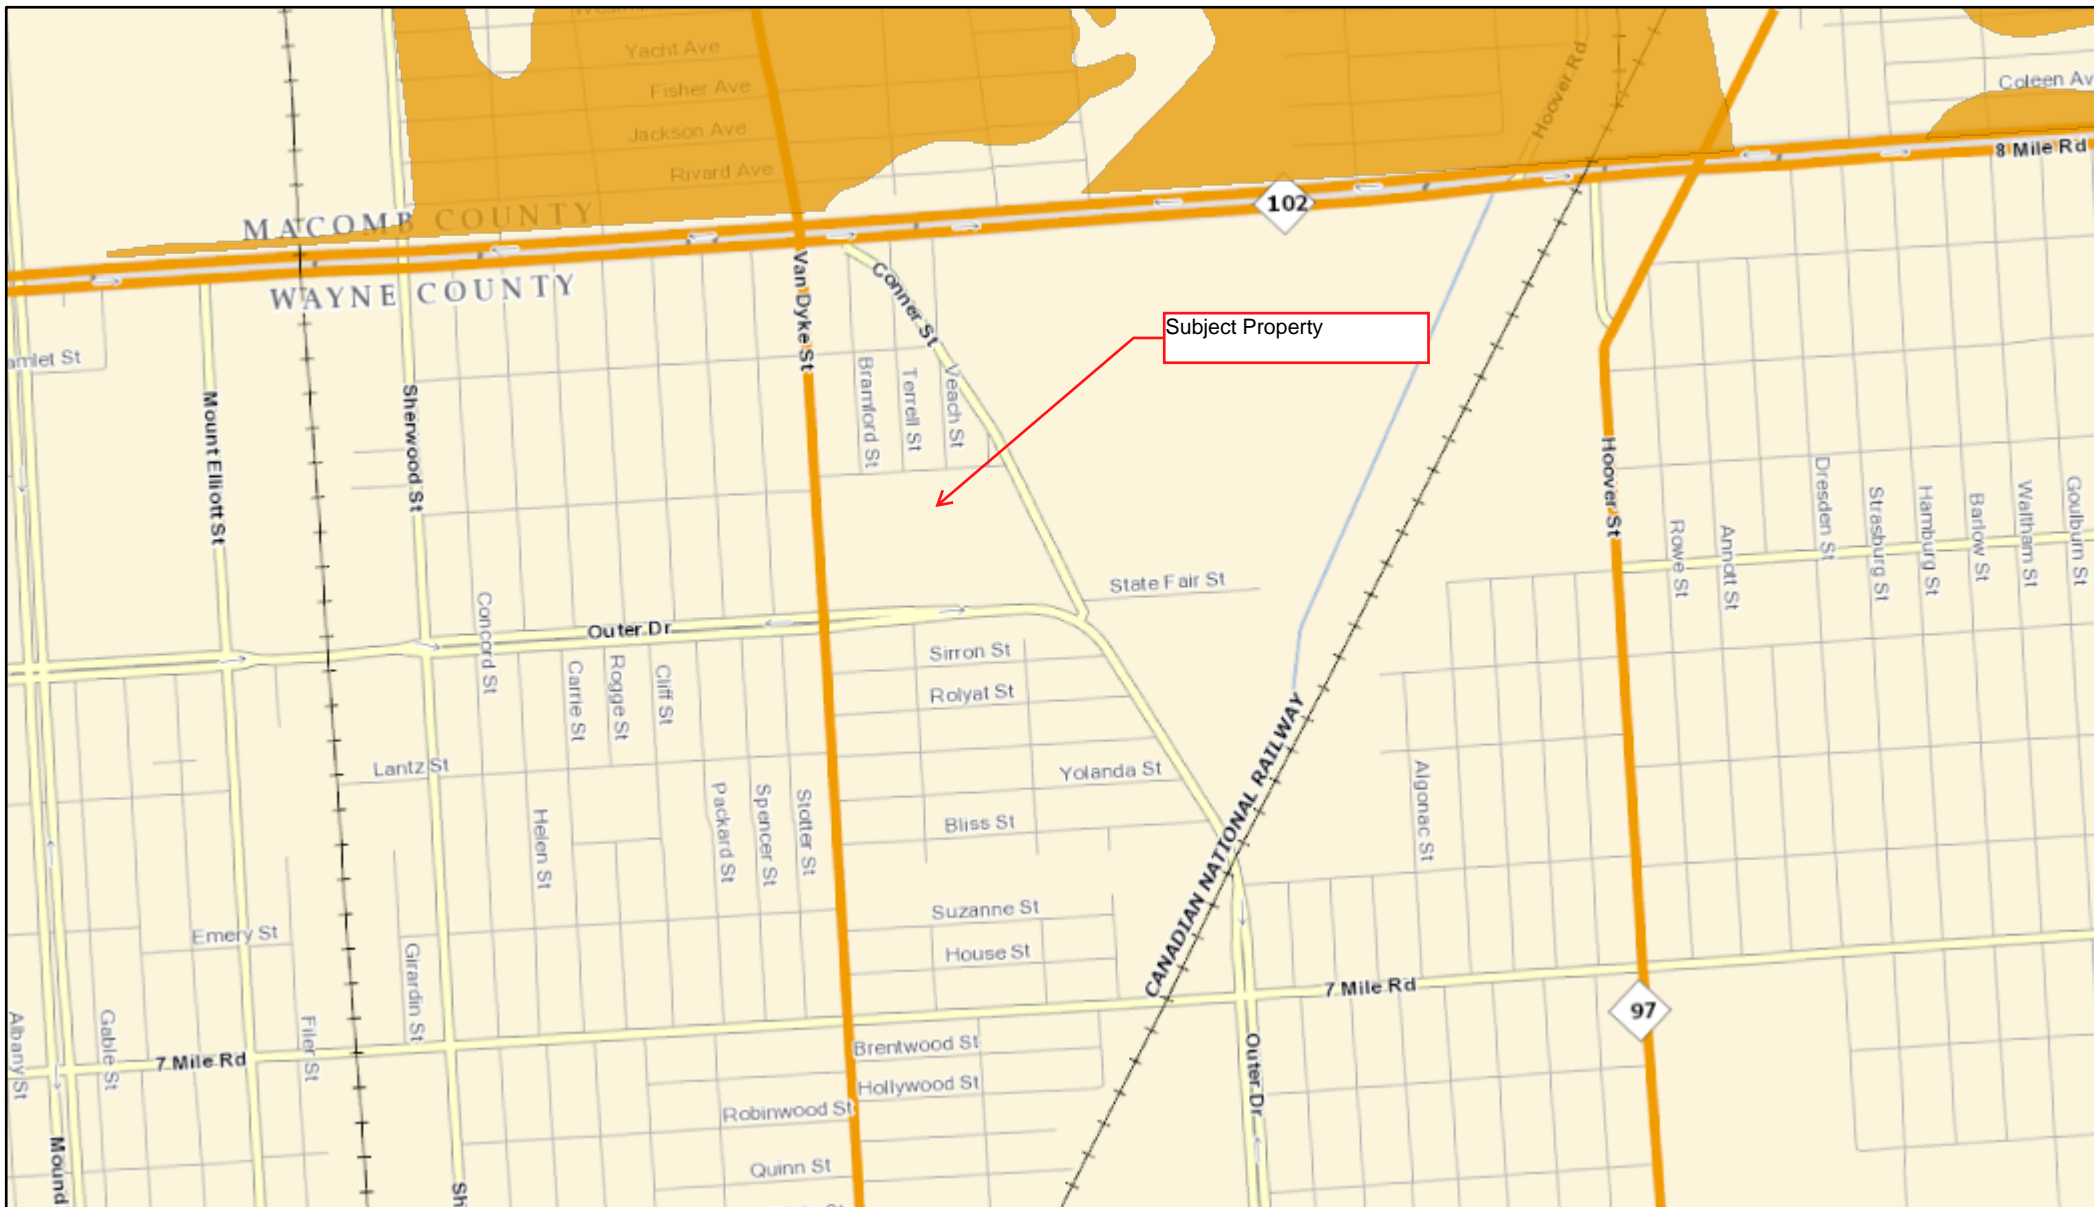 Yacht Ave
Fisher Ave
Jackson Ave
Rivard Ave
Hoover Rd
Coleen Av
8 Mile Rd
102
MACOMB COUNTY
WAYNE COUNTY
Van Dyke St
Conner St
Subject Property
amlet St
Mount Elliott St
Sherwood St
Bramford St
Terrell St
Veach St
Hoover St
Rowe St
Annott St
Dresden St
Strasburg St
Hamburg St
Barlow St
Waltham St
Goulburn St
State Fair St
Outer Dr
Concord St
Carrie St
Rogge St
Cliff St
Sirron St
Rolyat St
Lantz St
Yolanda St
Helen St
Packard St
Spencer St
Stotter St
Bliss St
Algonac St
CANADIAN NATIONAL RAILWAY
Suzanne St
House St
Emery St
Girardin St
7 Mile Rd
97
Albany St
Gable St
Filer St
7 Mile Rd
Brentwood St
Hollywood St
Robinwood St
Outer Dr
Quinn St
Mound
Sh